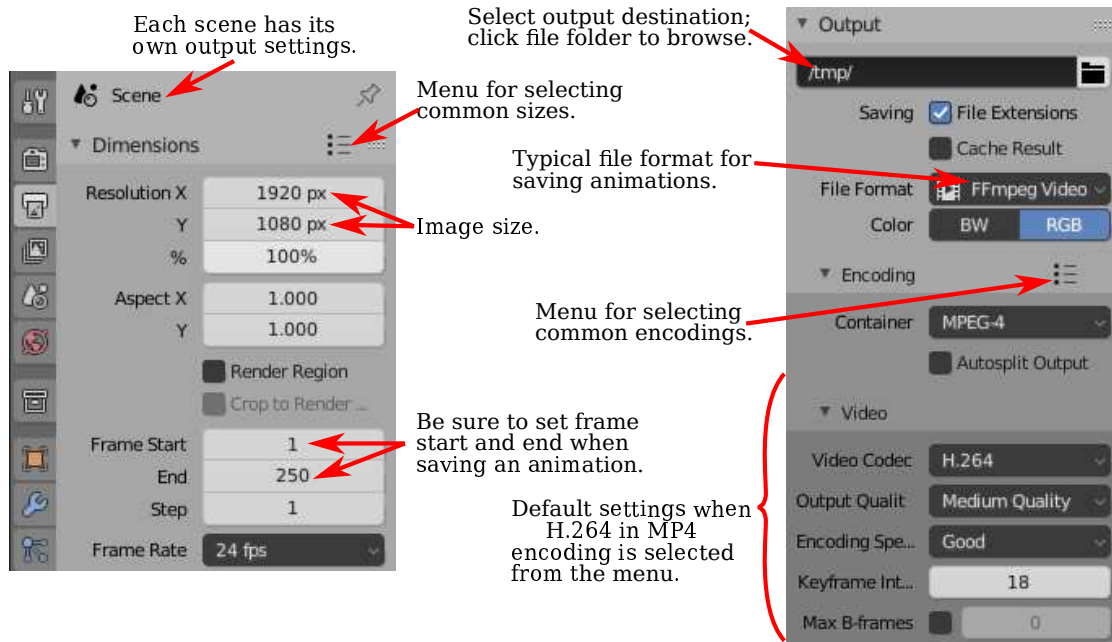 Each scene has its
own output settings.
Scene
Dimensions
Resolution X 1920 px
Y 1080 px
% 100%
Aspect X 1.000
Y 1.000
Render Region
Crop to Render ...
Frame Start 1
End 250
Step 1
Frame Rate 24 fps
Select output destination;
click file folder to browse.
Menu for selecting
common sizes.
Typical file format for
saving animations.
Image size.
Menu for selecting
common encodings.
Be sure to set frame
start and end when
saving an animation.
Default settings when
H.264 in MP4
encoding is selected
from the menu.
Output
/tmp/
Saving File Extensions
Cache Result
File Format FFmpeg Video
Color BW RGB
Encoding
Container MPEG-4
Autosplit Output
Video
Video Codec H.264
Output Qualit Medium Quality
Encoding Spe... Good
Keyframe Int... 18
Max B-frames 0